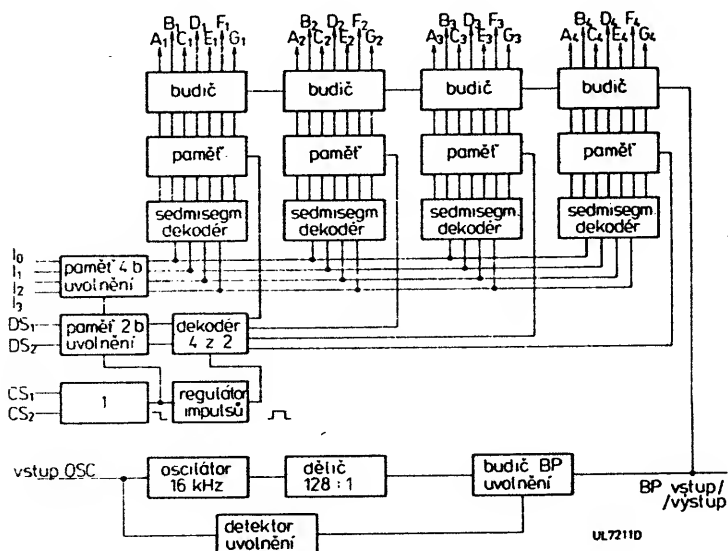 B₁ D₁ F₁
A₁ C₁ E₁ G₁
B₂ D₂ F₂
A₂ C₂ E₂ G₂
B₃ D₃ F₃
A₃ C₃ E₃ G₃
B₄ D₄ F₄
A₄ C₄ E₄ G₄
budič
budič
budič
budič
paměť
paměť
paměť
paměť
sedmisegm.
dekodér
sedmisegm.
dekodér
sedmisegm.
dekodér
sedmisegm.
dekodér
I₀
I₁
I₂
I₃
paměť 4 b
uvolnění
DS₁
DS₂
paměť 2b
uvolnění
dekodér
4 z 2
CS₁
CS₂
1
regulátor
impulsů
vstup OSC
oscilátor
16 kHz
dělič
128 : 1
budič BP
uvolnění
BP vstup/
/výstup
detektor
uvolnění
UL7211D